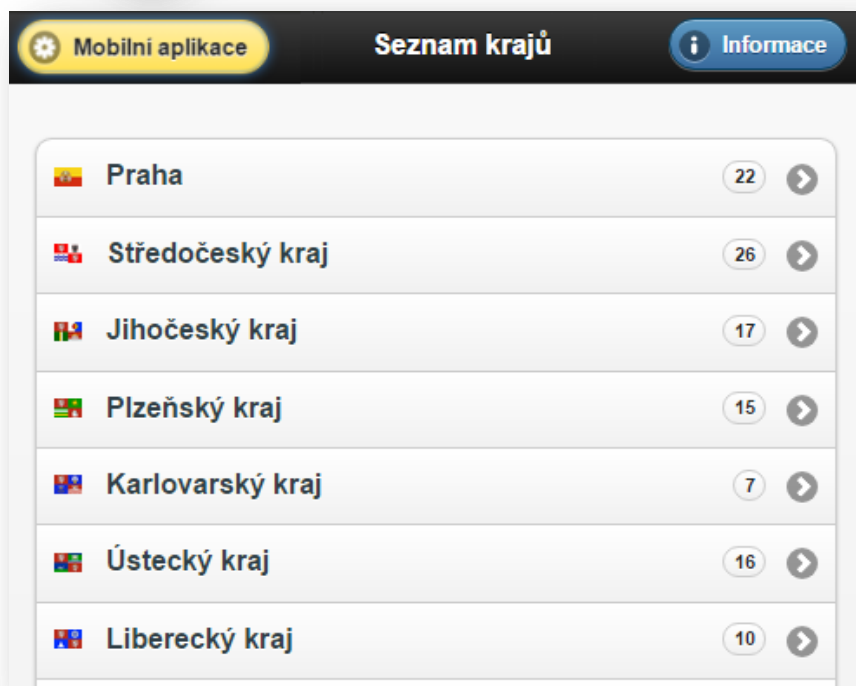 Mobilní aplikace Seznam krajů Informace
Praha 22
Středočeský kraj 26
Jihočeský kraj 17
Plzeňský kraj 15
Karlovarský kraj 7
Ústecký kraj 16
Liberecký kraj 10